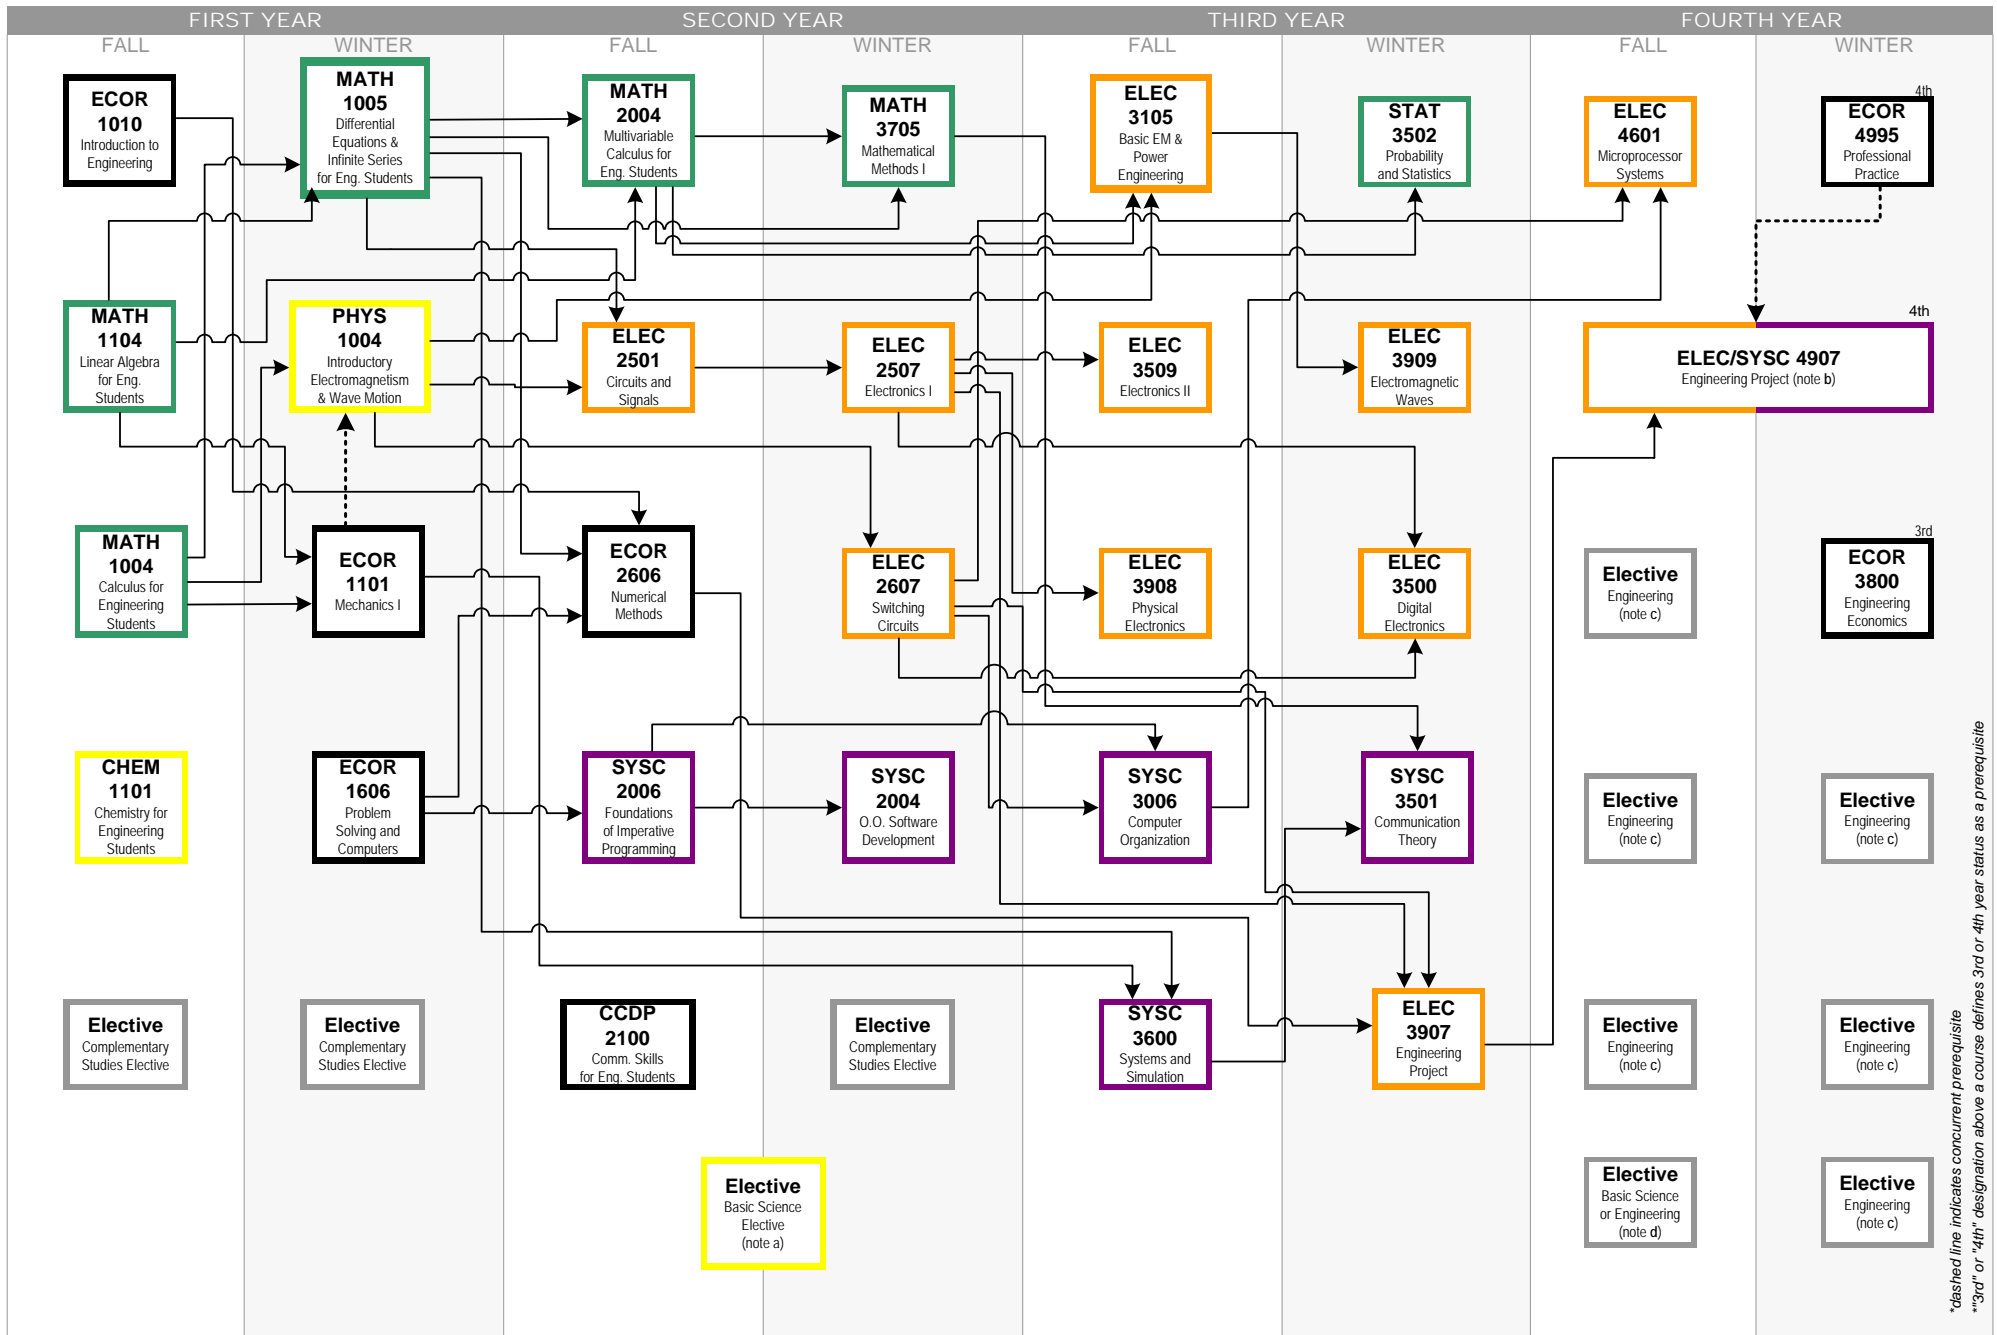 FIRST YEAR
SECOND YEAR
THIRD YEAR
FOURTH YEAR
FALL
WINTER
FALL
WINTER
FALL
WINTER
FALL
WINTER
ECOR
1010
Introduction to
Engineering
MATH
1005
Differential
Equations &
Infinite Series
for Eng. Students
MATH
2004
Multivariable
Calculus for
Eng. Students
MATH
3705
Mathematical
Methods I
ELEC
3105
Basic EM &
Power
Engineering
STAT
3502
Probability
and Statistics
ELEC
4601
Microprocessor
Systems
4th
ECOR
4995
Professional
Practice
MATH
1104
Linear Algebra
for Eng.
Students
PHYS
1004
Introductory
Electromagnetism
& Wave Motion
ELEC
2501
Circuits and
Signals
ELEC
2507
Electronics I
ELEC
3509
Electronics II
ELEC
3909
Electromagnetic
Waves
4th
ELEC/SYSC 4907
Engineering Project (note b)
MATH
1004
Calculus for
Engineering
Students
ECOR
1101
Mechanics I
ECOR
2606
Numerical
Methods
ELEC
2607
Switching
Circuits
ELEC
3908
Physical
Electronics
ELEC
3500
Digital
Electronics
Elective
Engineering
(note c)
3rd
ECOR
3800
Engineering
Economics
CHEM
1101
Chemistry for
Engineering
Students
ECOR
1606
Problem
Solving and
Computers
SYSC
2006
Foundations
of Imperative
Programming
SYSC
2004
O.O. Software
Development
SYSC
3006
Computer
Organization
SYSC
3501
Communication
Theory
Elective
Engineering
(note c)
Elective
Engineering
(note c)
Elective
Complementary
Studies Elective
Elective
Complementary
Studies Elective
CCDP
2100
Comm. Skills
for Eng. Students
Elective
Complementary
Studies Elective
SYSC
3600
Systems and
Simulation
ELEC
3907
Engineering
Project
Elective
Engineering
(note c)
Elective
Engineering
(note c)
Elective
Basic Science
Elective
(note a)
Elective
Basic Science
or Engineering
(note d)
Elective
Engineering
(note c)
*dashed line indicates concurrent prerequisite
*"3rd" or "4th" designation above a course defines 3rd or 4th year status as a prerequisite